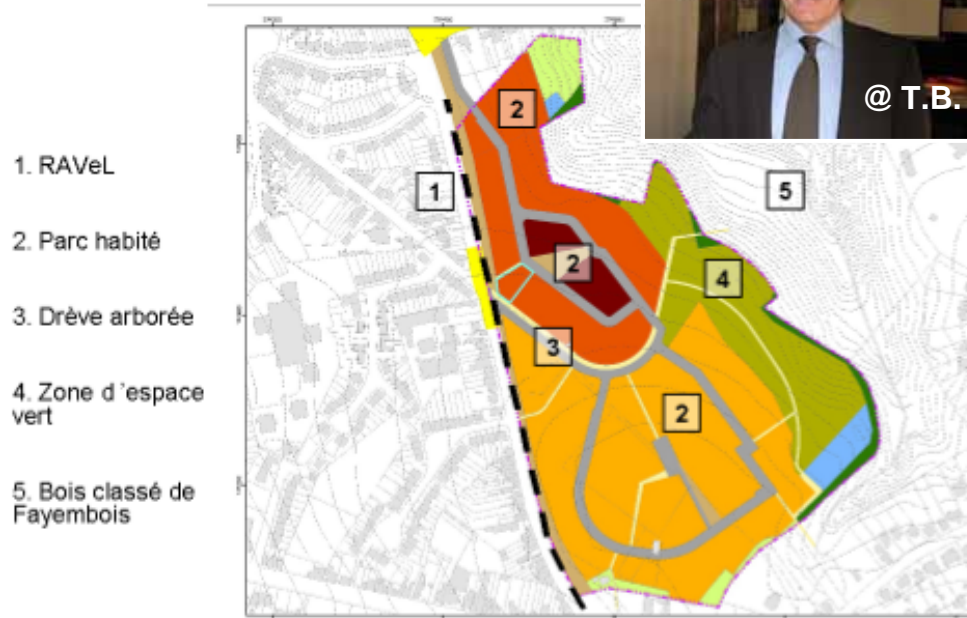 @ T.B.
1. RAVeL
2. Parc habité
3. Drève arborée
4. Zone d 'espace
vert
5. Bois classé de
Fayembois
2
1
5
2
4
3
2